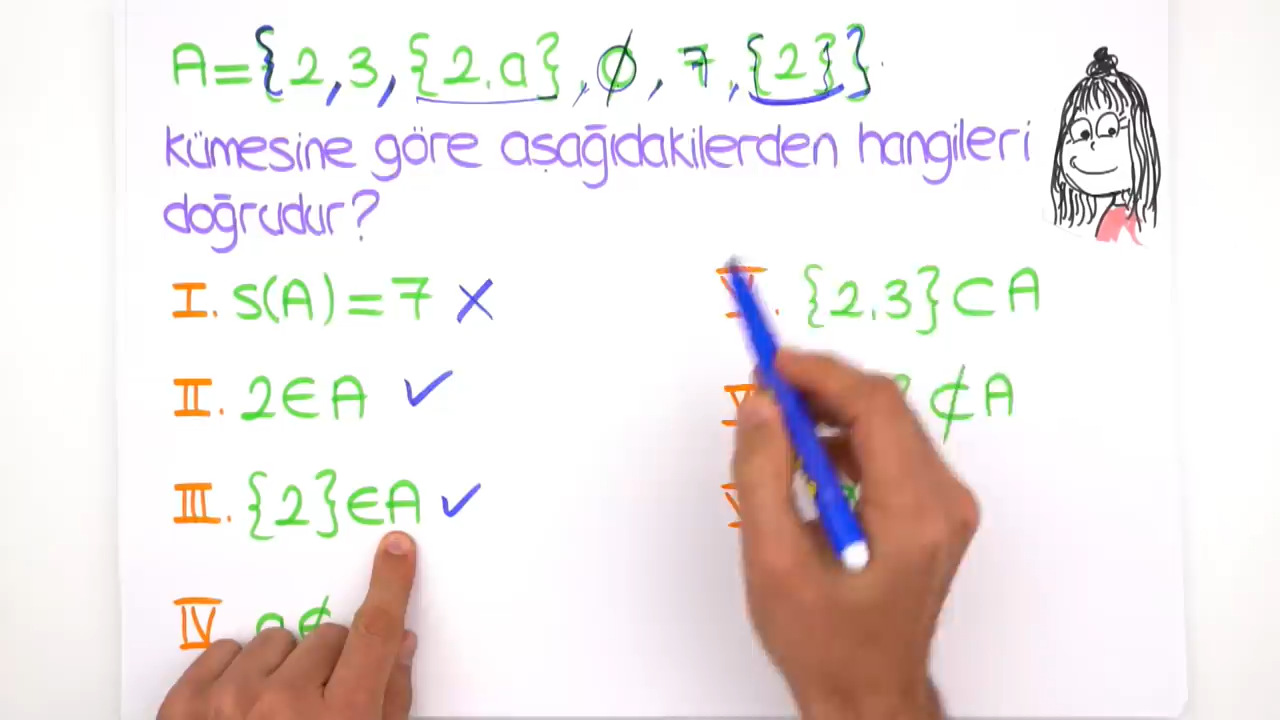 A={2,3,{2,a},∅,7,{2}}
kümesine göre aşağıdakilerden hangileri
doğrudur?
I. s(A)=7 ✗
II. 2∈A ✓
III. {2}∈A ✓
IV.
{2,3}⊂A
⊄A